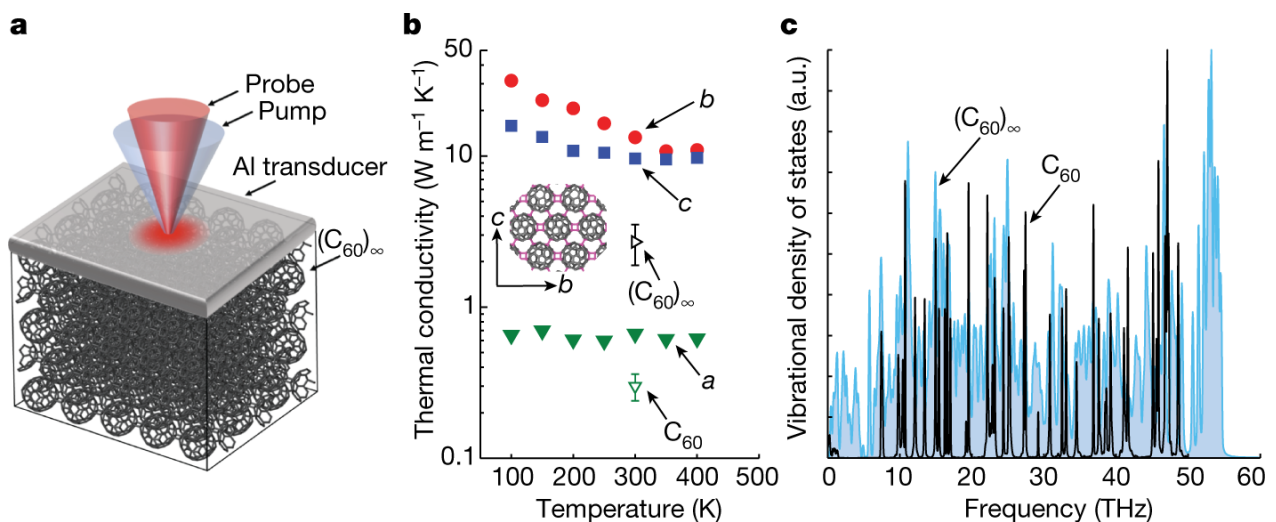 a
Probe
Pump
Al transducer
(C₆₀)∞
b
Thermal conductivity (W m⁻¹ K⁻¹)
50
10
1
0.1
b
c
c
b
(C₆₀)∞
a
C₆₀
100 200 300 400 500
Temperature (K)
c
Vibrational density of states (a.u.)
(C₆₀)∞
C₆₀
0 10 20 30 40 50 60
Frequency (THz)